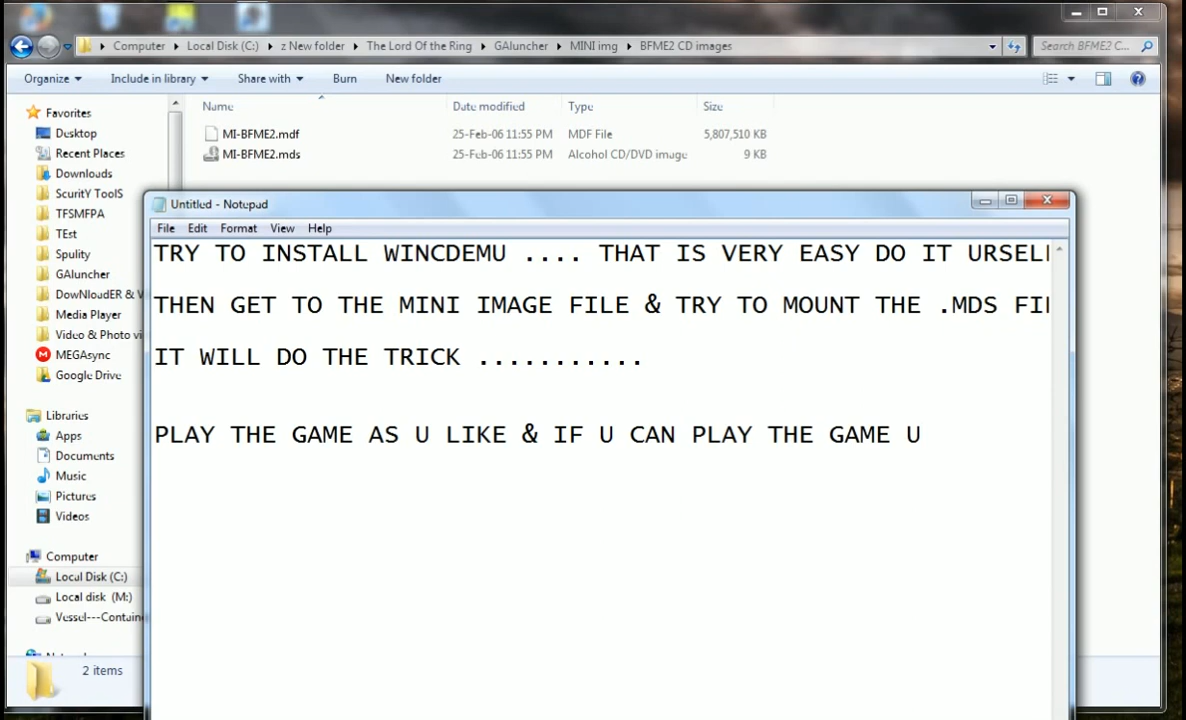 Computer ▸ Local Disk (C:) ▸ z New folder ▸ The Lord Of the Ring ▸ GAluncher ▸ MINI img ▸ BFME2 CD images
Search BFME2 C...
Organize Include in library Share with Burn New folder
Name Date modified Type Size
MI-BFME2.mdf 25-Feb-06 11:55 PM MDF File 5,807,510 KB
MI-BFME2.mds 25-Feb-06 11:55 PM Alcohol CD/DVD image 9 KB
Favorites
Desktop
Recent Places
Downloads
ScuritY ToolS
TFSMFPA
TEst
Spulity
GAluncher
DowNloadER & V
Media Player
Video & Photo vi
MEGAsync
Google Drive
Libraries
Apps
Documents
Music
Pictures
Videos
Computer
Local Disk (C:)
Local disk (M:)
Vessel---Contain
2 items
Untitled - Notepad
File Edit Format View Help
TRY TO INSTALL WINCDEMU .... THAT IS VERY EASY DO IT URSELF
THEN GET TO THE MINI IMAGE FILE & TRY TO MOUNT THE .MDS FI
IT WILL DO THE TRICK ...........
PLAY THE GAME AS U LIKE & IF U CAN PLAY THE GAME U